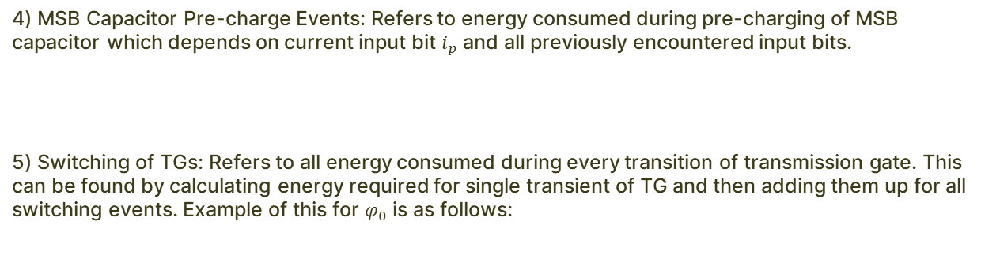 4) MSB Capacitor Pre-charge Events: Refers to energy consumed during pre-charging of MSB
capacitor which depends on current input bit iₚ and all previously encountered input bits.
5) Switching of TGs: Refers to all energy consumed during every transition of transmission gate. This
can be found by calculating energy required for single transient of TG and then adding them up for all
switching events. Example of this for φ₀ is as follows: